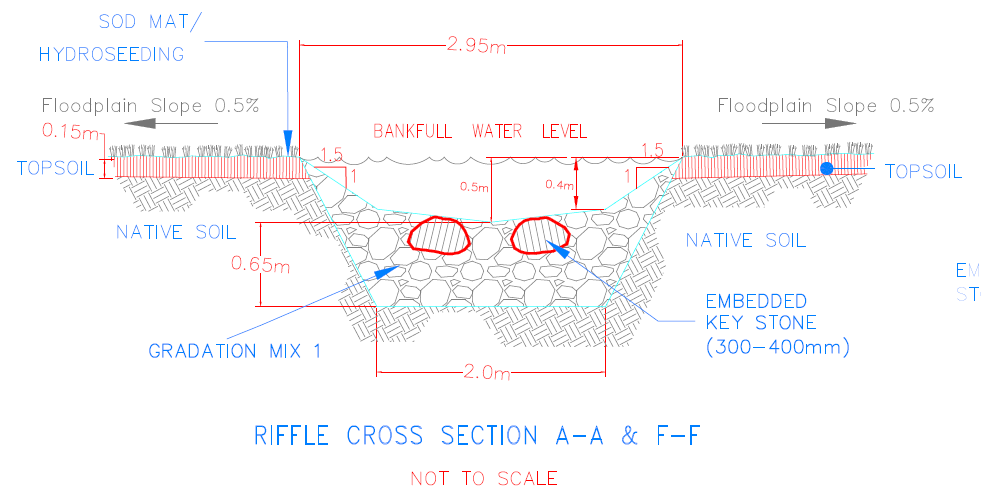 SOD MAT/
HYDROSEEDING
2.95m
Floodplain Slope 0.5%
Floodplain Slope 0.5%
0.15m
BANKFULL WATER LEVEL
1.5
1.5
1
1
TOPSOIL
TOPSOIL
0.5m
0.4m
NATIVE SOIL
NATIVE SOIL
0.65m
EMBEDDED
KEY STONE
(300-400mm)
GRADATION MIX 1
2.0m
RIFFLE CROSS SECTION A-A & F-F
NOT TO SCALE